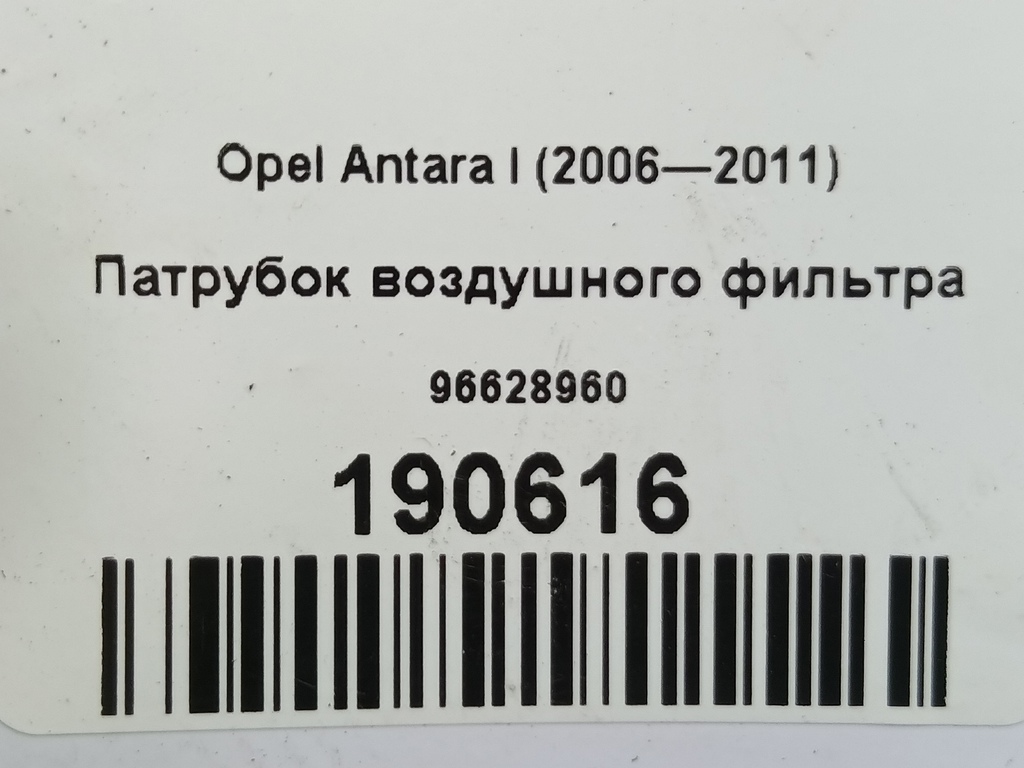 Opel Antara I (2006—2011)
Патрубок воздушного фильтра
96628960
190616